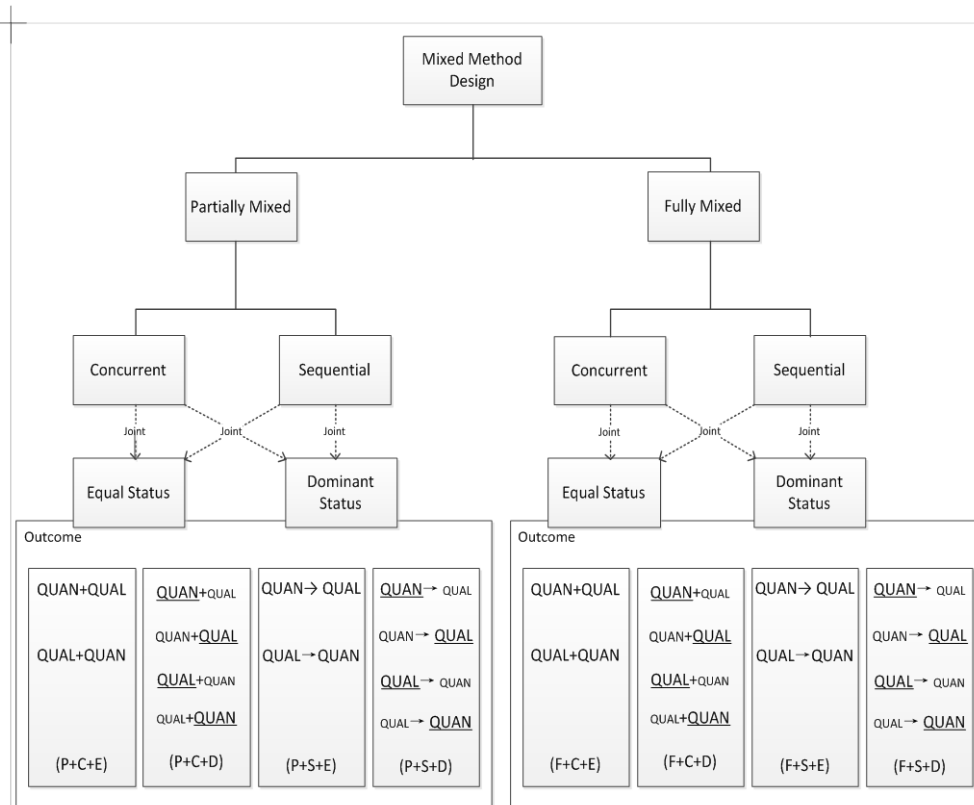 Mixed Method
Design
Partially Mixed
Fully Mixed
Concurrent
Sequential
Concurrent
Sequential
Joint
Joint
Joint
Joint
Joint
Joint
Equal Status
Dominant
Status
Equal Status
Dominant
Status
Outcome
QUAN+QUAL
QUAL+QUAN
(P+C+E)
QUAN+QUAL
QUAN+QUAL
QUAL+QUAN
QUAL+QUAN
(P+C+D)
QUAN→ QUAL
QUAL→QUAN
(P+S+E)
QUAN→ QUAL
QUAN→ QUAL
QUAL→ QUAN
QUAL→ QUAN
(P+S+D)
Outcome
QUAN+QUAL
QUAL+QUAN
(F+C+E)
QUAN+QUAL
QUAN+QUAL
QUAL+QUAN
QUAL+QUAN
(F+C+D)
QUAN→ QUAL
QUAL→QUAN
(F+S+E)
QUAN→ QUAL
QUAN→ QUAL
QUAL→ QUAN
QUAL→ QUAN
(F+S+D)